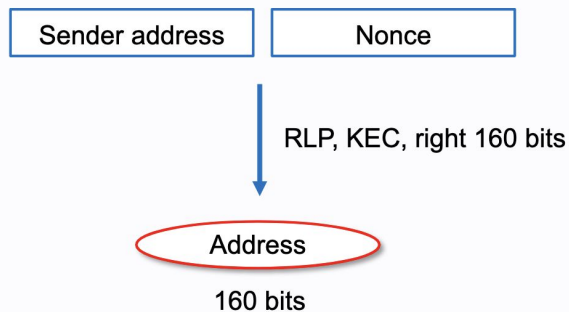 Sender address
Nonce
RLP, KEC, right 160 bits
Address
160 bits